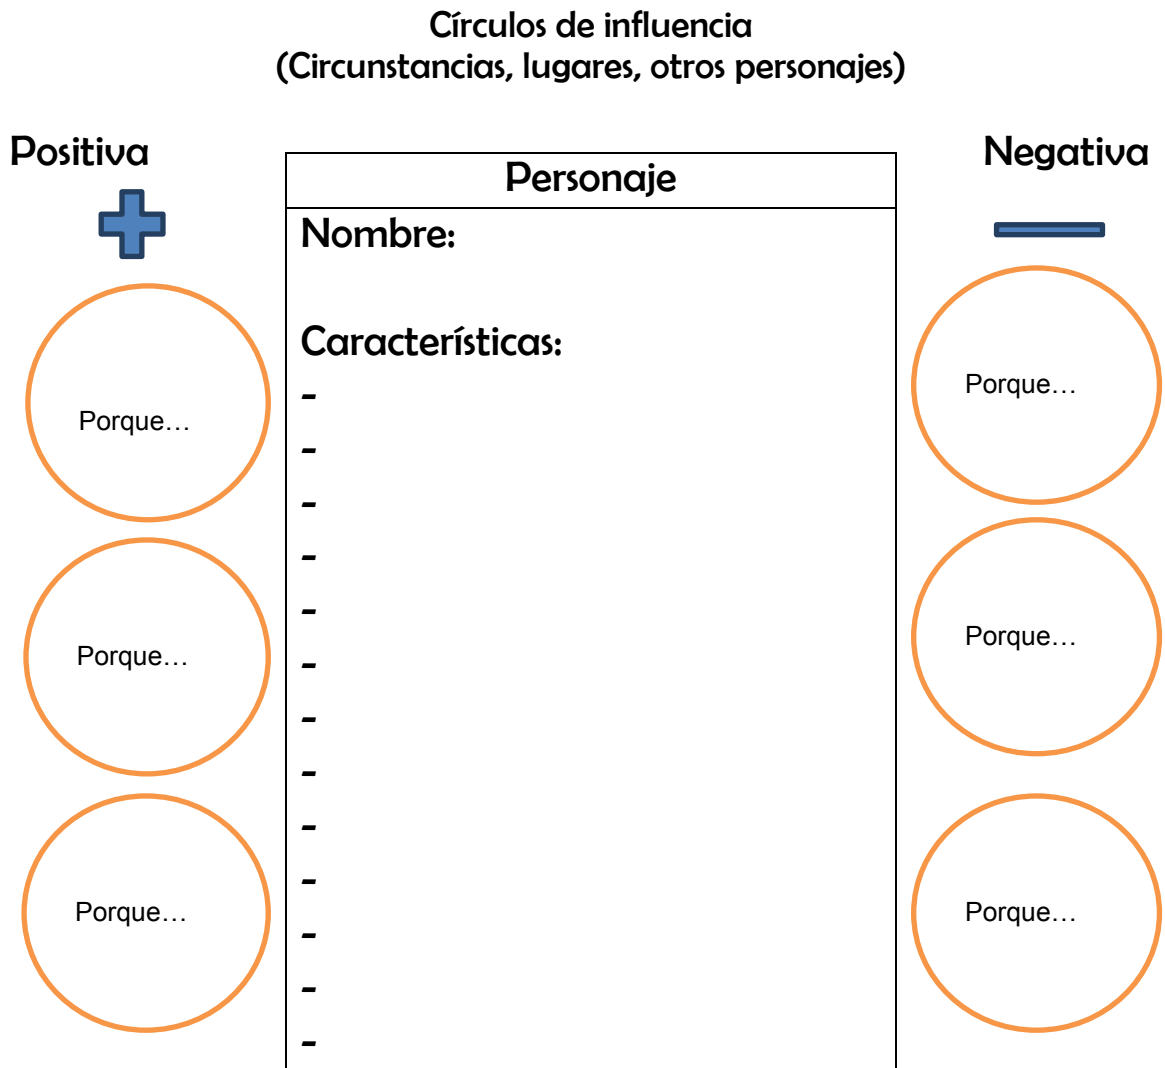 Círculos de influencia
(Circunstancias, lugares, otros personajes)
Positiva
Negativa
Personaje
Nombre:
Características:
-
-
-
-
-
-
-
-
-
-
-
-
-
Porque…
Porque…
Porque…
Porque…
Porque…
Porque…